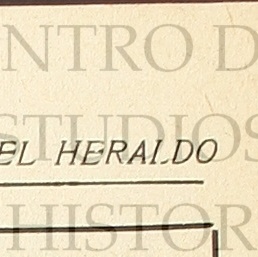 NTRO D
STUDIOS
EL HERALDO
HISTOR